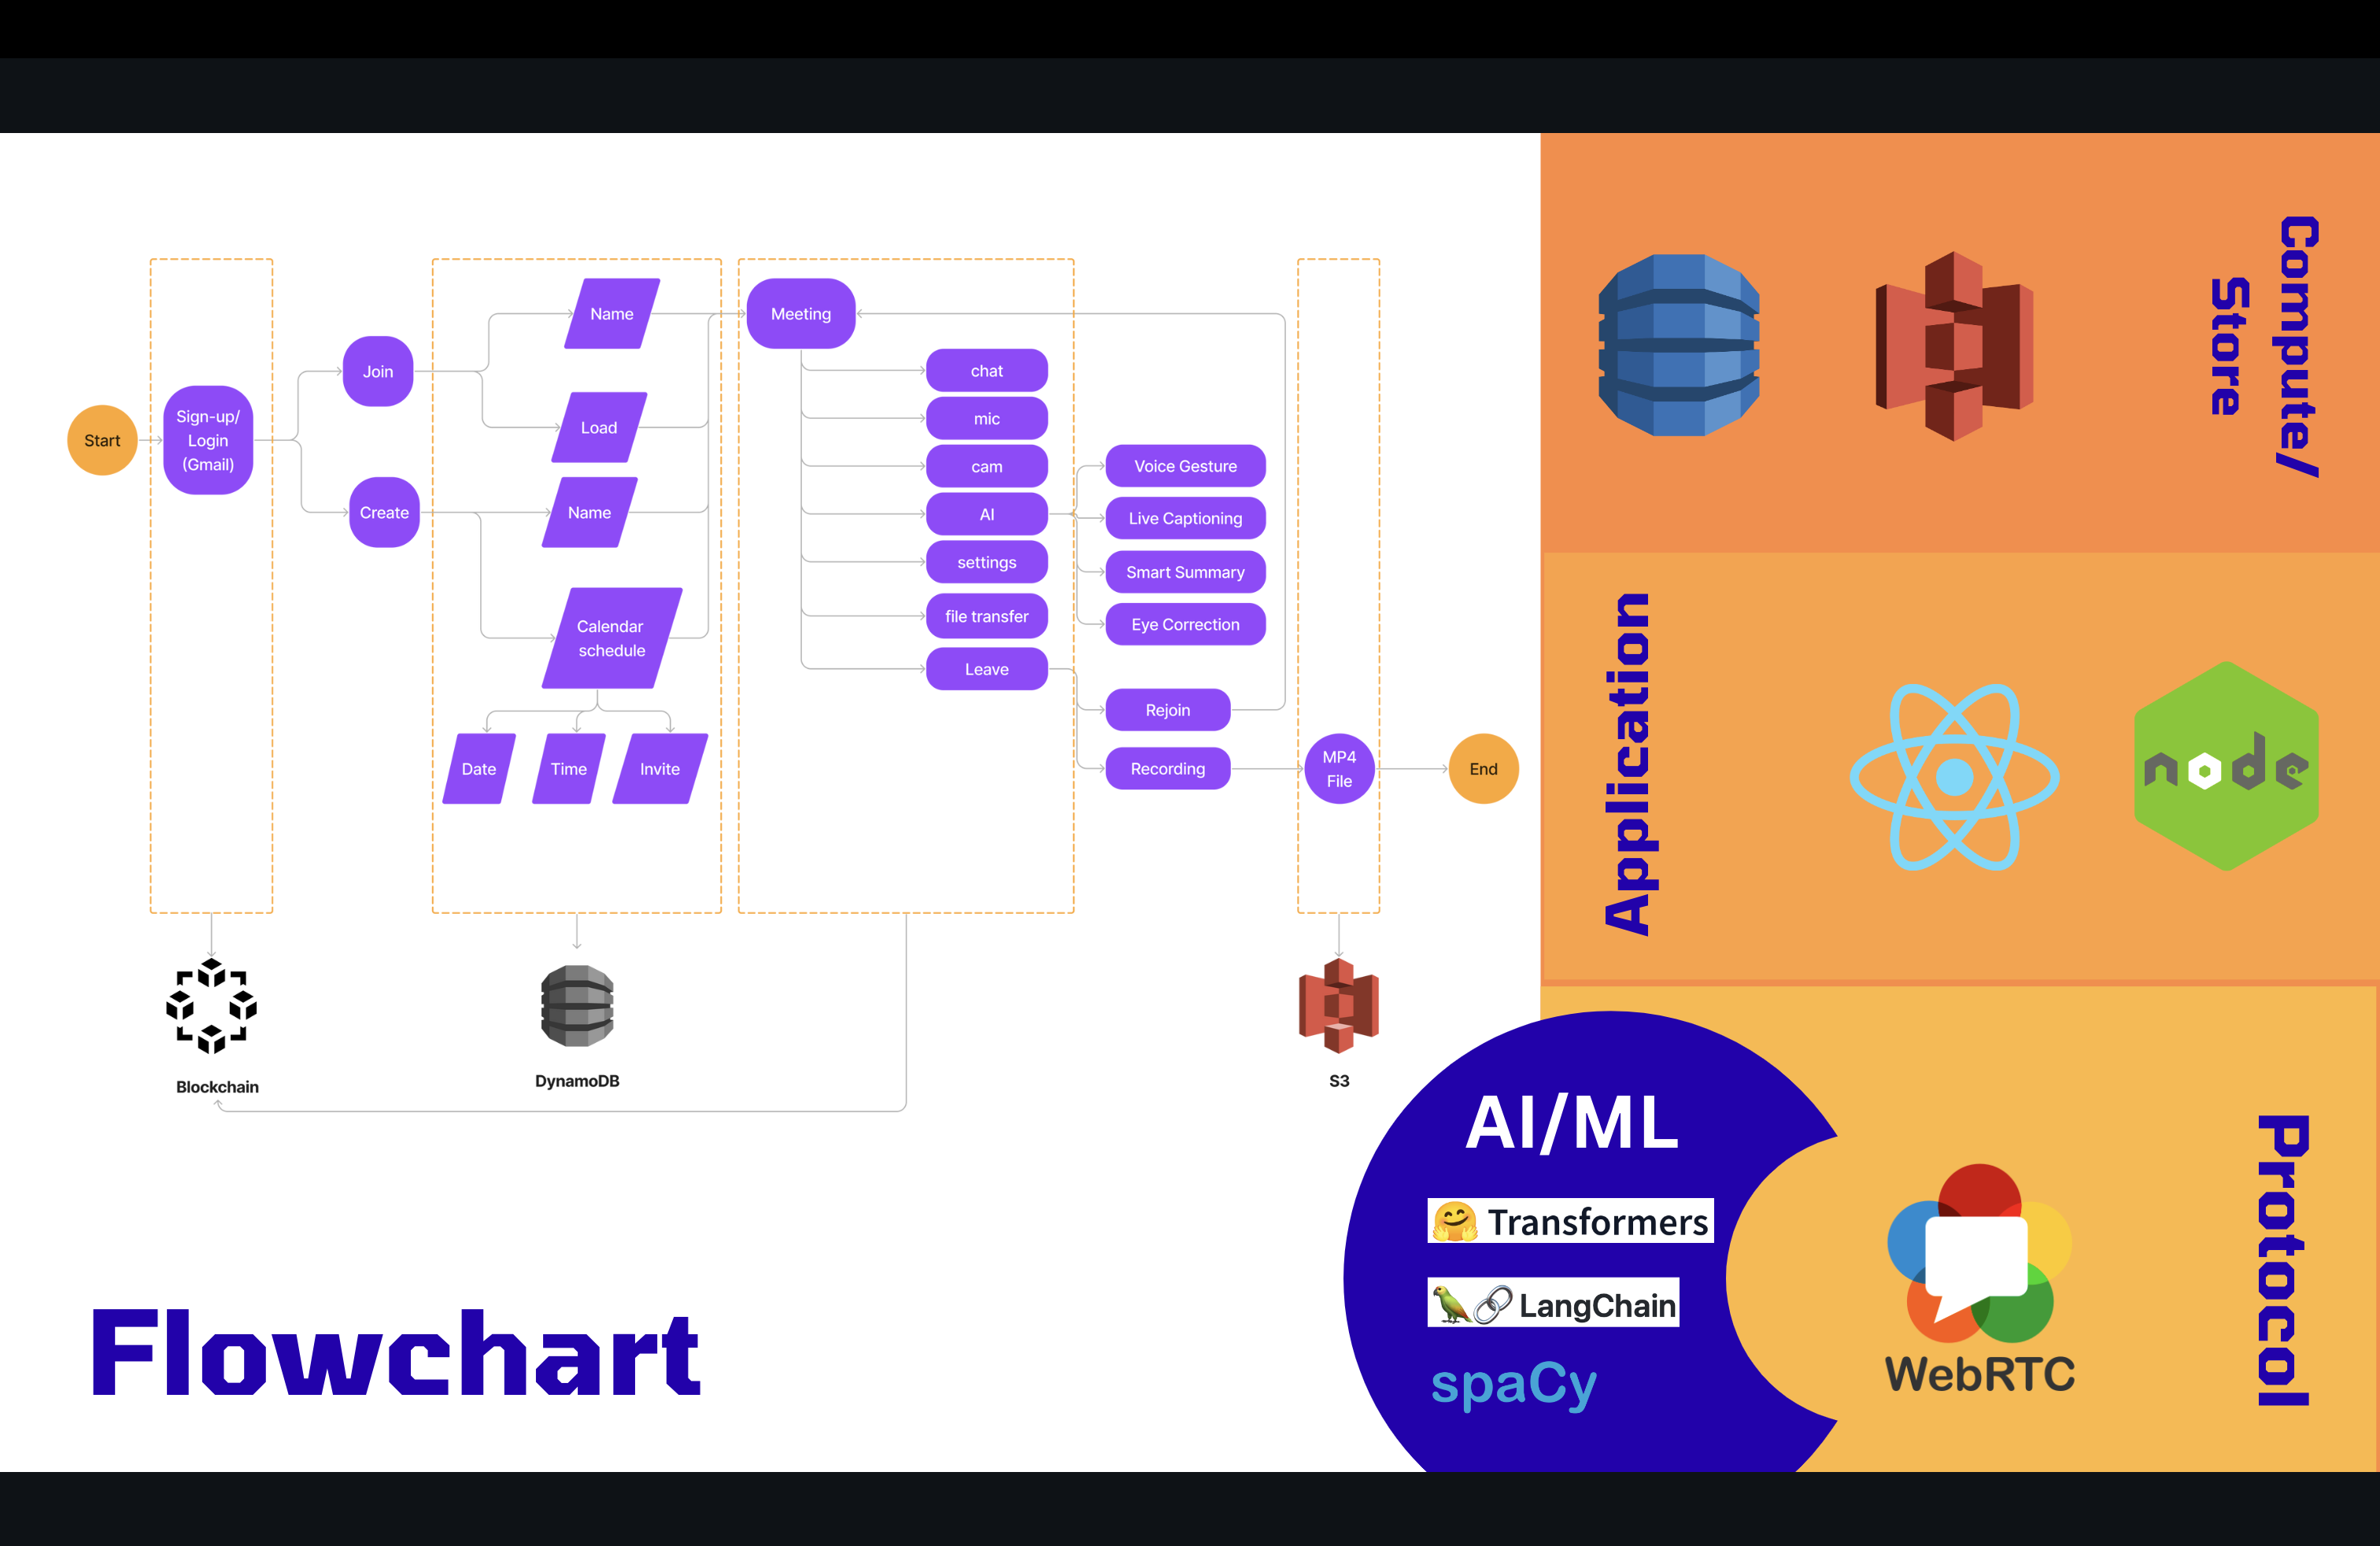 Start
Sign-up/
Login
(Gmail)
Join
Create
Name
Load
Name
Calendar
schedule
Date
Time
Invite
Meeting
chat
mic
cam
AI
settings
file transfer
Leave
Voice Gesture
Live Captioning
Smart Summary
Eye Correction
Rejoin
Recording
MP4
File
End
Blockchain
DynamoDB
S3
Flowchart
Compute/
Store
Application
node
AI/ML
Transformers
LangChain
spaCy
WebRTC
Protocol